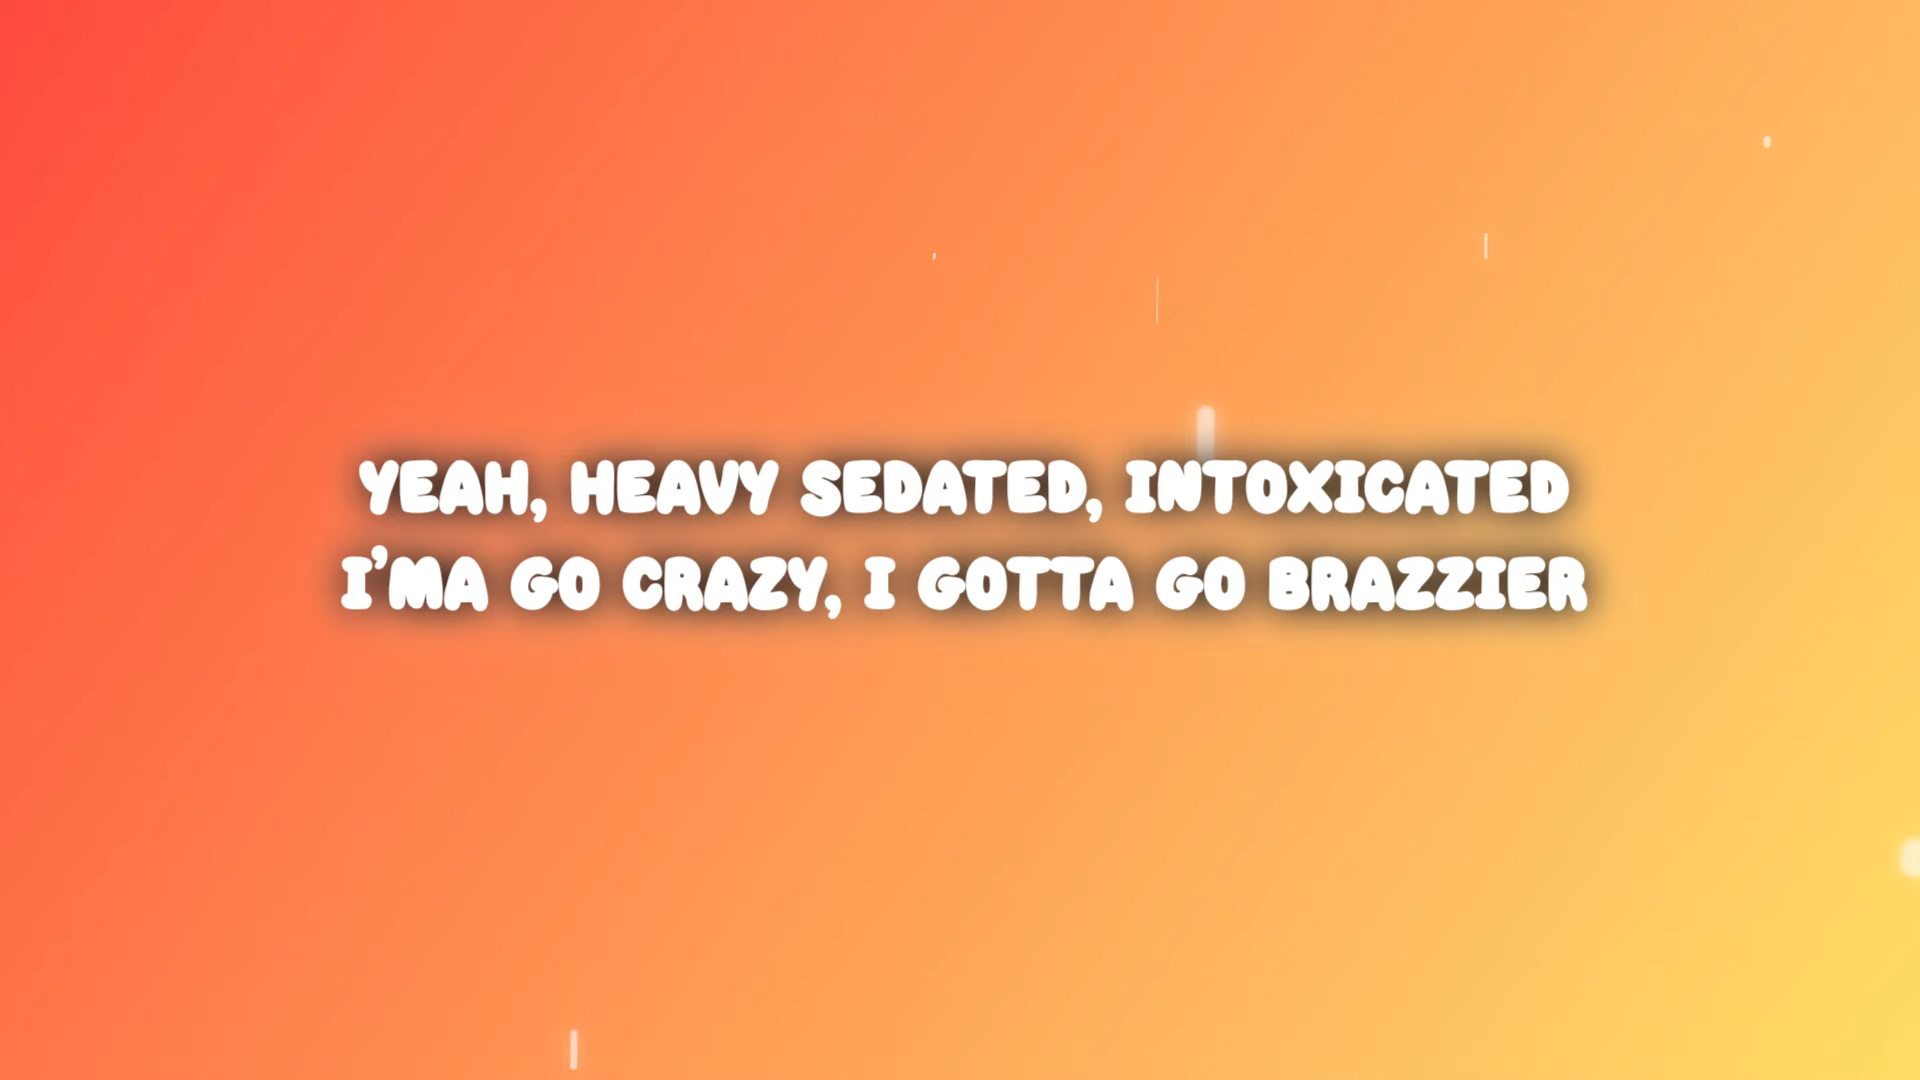 YEAH, HEAVY SEDATED, INTOXICATED
I'MA GO CRAZY, I GOTTA GO BRAZZIER